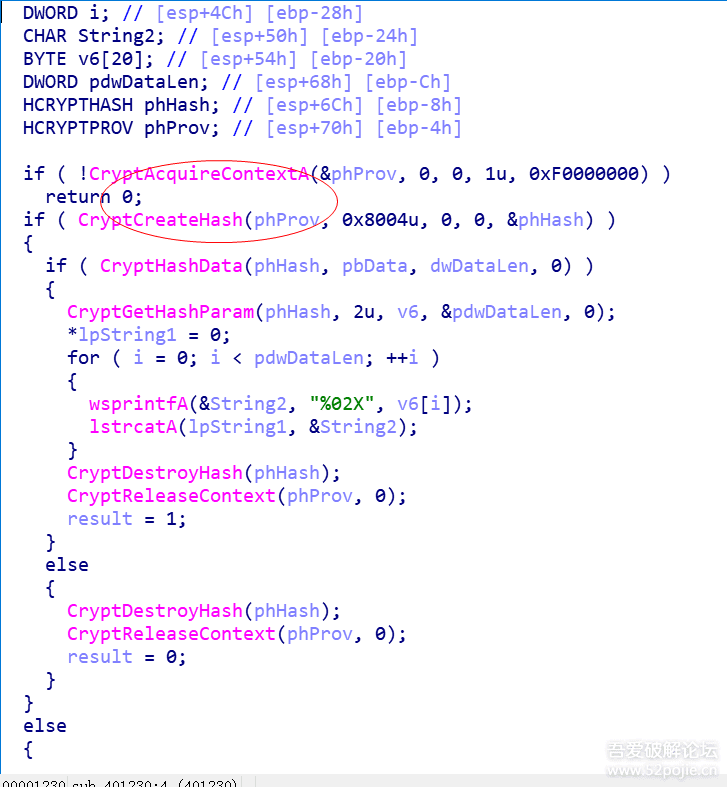 DWORD i; // [esp+4Ch] [ebp-28h]
CHAR String2; // [esp+50h] [ebp-24h]
BYTE v6[20]; // [esp+54h] [ebp-20h]
DWORD pdwDataLen; // [esp+68h] [ebp-Ch]
HCRYPTHASH phHash; // [esp+6Ch] [ebp-8h]
HCRYPTPROV phProv; // [esp+70h] [ebp-4h]

if ( !CryptAcquireContextA(&phProv, 0, 0, 1u, 0xF0000000) )
  return 0;
if ( CryptCreateHash(phProv, 0x8004u, 0, 0, &phHash) )
{
  if ( CryptHashData(phHash, pbData, dwDataLen, 0) )
  {
    CryptGetHashParam(phHash, 2u, v6, &pdwDataLen, 0);
    *lpString1 = 0;
    for ( i = 0; i < pdwDataLen; ++i )
    {
      wsprintfA(&String2, "%02X", v6[i]);
      lstrcatA(lpString1, &String2);
    }
    CryptDestroyHash(phHash);
    CryptReleaseContext(phProv, 0);
    result = 1;
  }
  else
  {
    CryptDestroyHash(phHash);
    CryptReleaseContext(phProv, 0);
    result = 0;
  }
}
else
{
吾爱破解论坛
www.52pojie.cn
00001230 sub_401230:4 (401230)